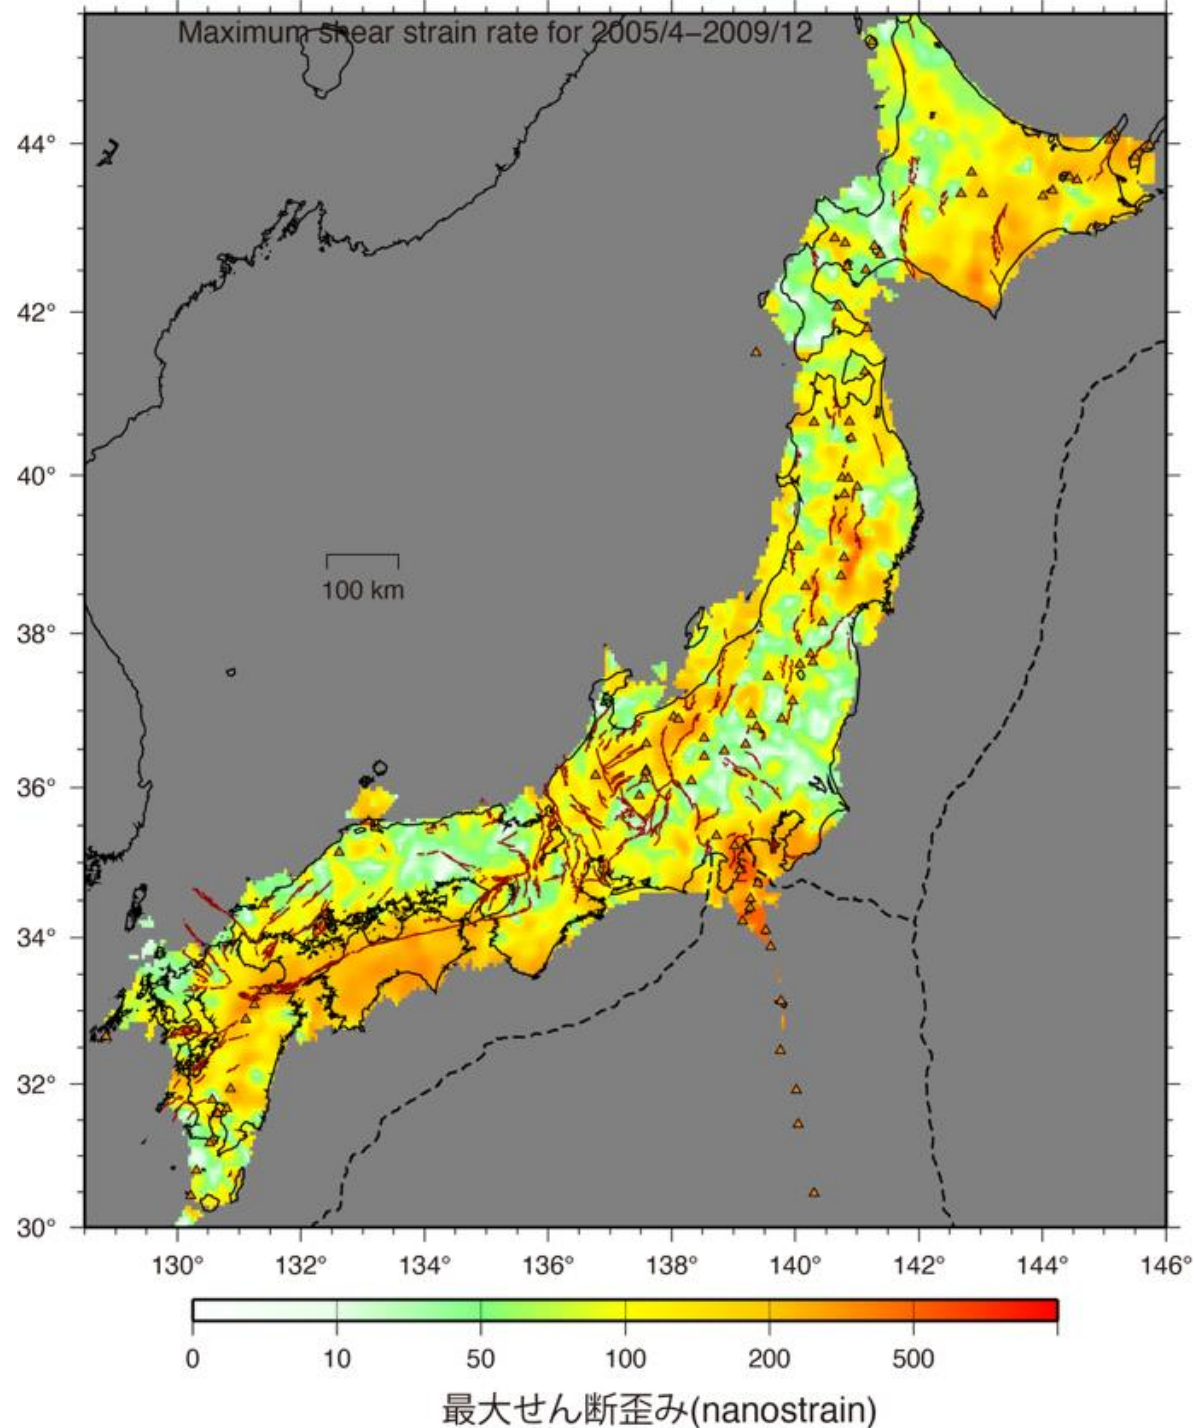 Maximum shear strain rate for 2005/4–2009/12
44°
42°
40°
38°
36°
34°
32°
30°
100 km
130° 132° 134° 136° 138° 140° 142° 144° 146°
0 10 50 100 200 500
最大せん断歪み(nanostrain)